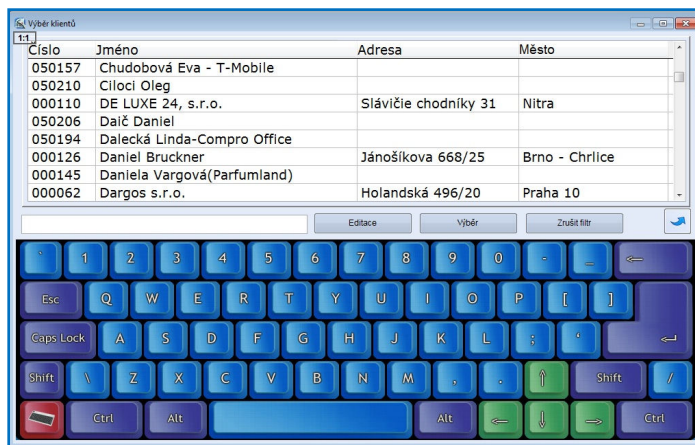 Výběr klientů
1:1
Číslo Jméno Adresa Město
050157 Chudobová Eva - T-Mobile
050210 Ciloci Oleg
000110 DE LUXE 24, s.r.o. Slávičie chodníky 31 Nitra
050206 Daič Daniel
050194 Dalecká Linda-Compro Office
000126 Daniel Bruckner Jánošíkova 668/25 Brno - Chrlice
000145 Daniela Vargová(Parfumland)
000062 Dargos s.r.o. Holandská 496/20 Praha 10
Editace Výběr Zrušit filtr
` 1 2 3 4 5 6 7 8 9 0 - _ ←
Esc Q W E R T Y U I O P [ ]
Caps Lock A S D F G H J K L ; ' ↵
Shift \ Z X C V B N M , . ↑ Shift /
Ctrl Alt Alt ← ↓ → Ctrl